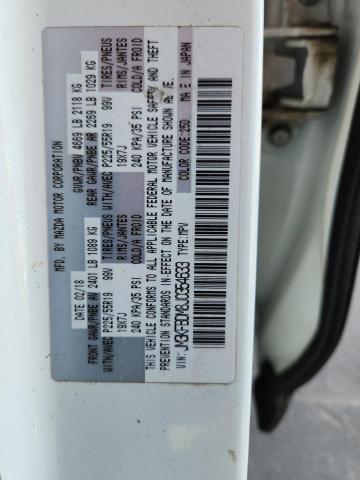 MFD. BY MAZDA MOTOR CORPORATION
02/18 GVWR/PNBV 4669 LB 2118 KG
FRONT GAWR/PNBE AV 2401 LB 1089 KG REAR GAWR/PNBE AR 2269 LB 1029 KG
TIRES/PNEUS TIRES/PNEUS
WITH/AVEC P225/55R19 99V WITH/AVEC P225/55R19 99V
RIMS/JANTES 19X7J RIMS/JANTES 19X7J
COLD/A FROID 240 KPA/35 PSI COLD/A FROID 240 KPA/35 PSI
THIS VEHICLE CONFORMS TO ALL APPLICABLE FEDERAL MOTOR VEHICLE SAFETY AND THEFT
PREVENTION STANDARDS IN EFFECT ON THE DATE OF MANUFACTURE SHOWN ABOVE.
VIN: TYPE:MPV COLOR CODE:25D MADE IN JAPAN